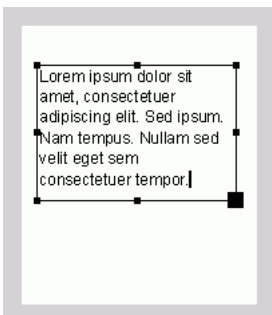 Lorem ipsum dolor sit
amet, consectetuer
adipiscing elit. Sed ipsum.
Nam tempus. Nullam sed
velit eget sem
consectetuer tempor.